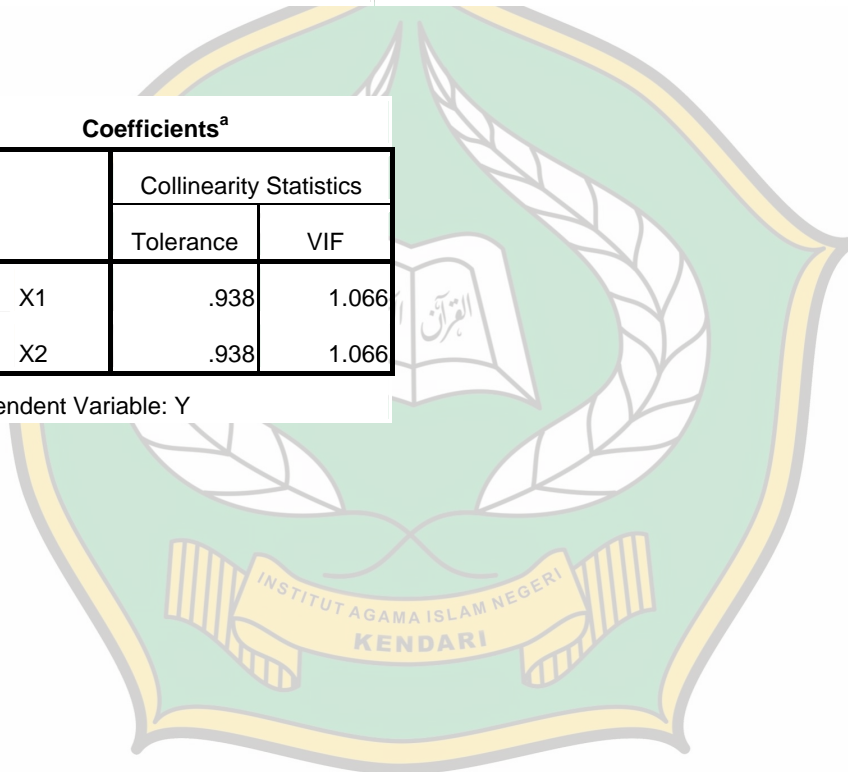 Coefficientsᵃ
Collinearity Statistics
Tolerance VIF
X1 .938 1.066
X2 .938 1.066
endent Variable: Y
القرآن
INSTITUT AGAMA ISLAM NEGERI
KENDARI